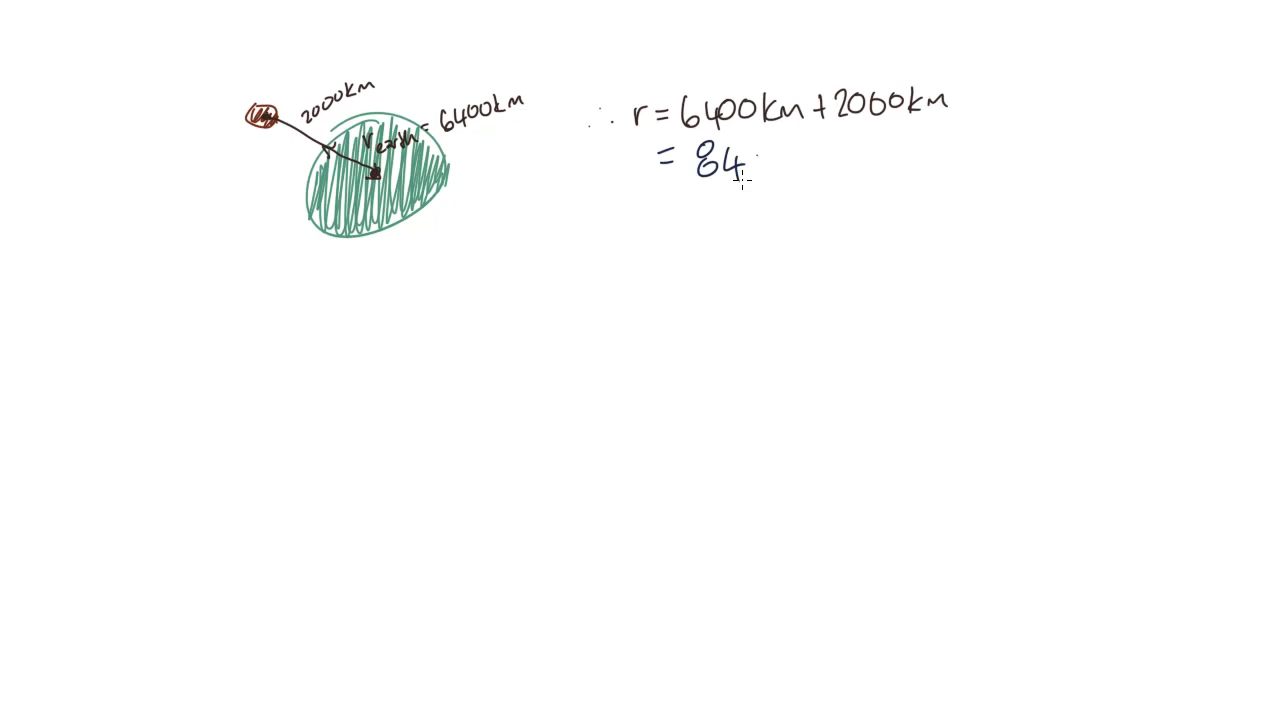 2000km
r earth = 6400km
∴ r = 6400km + 2000km
= 84